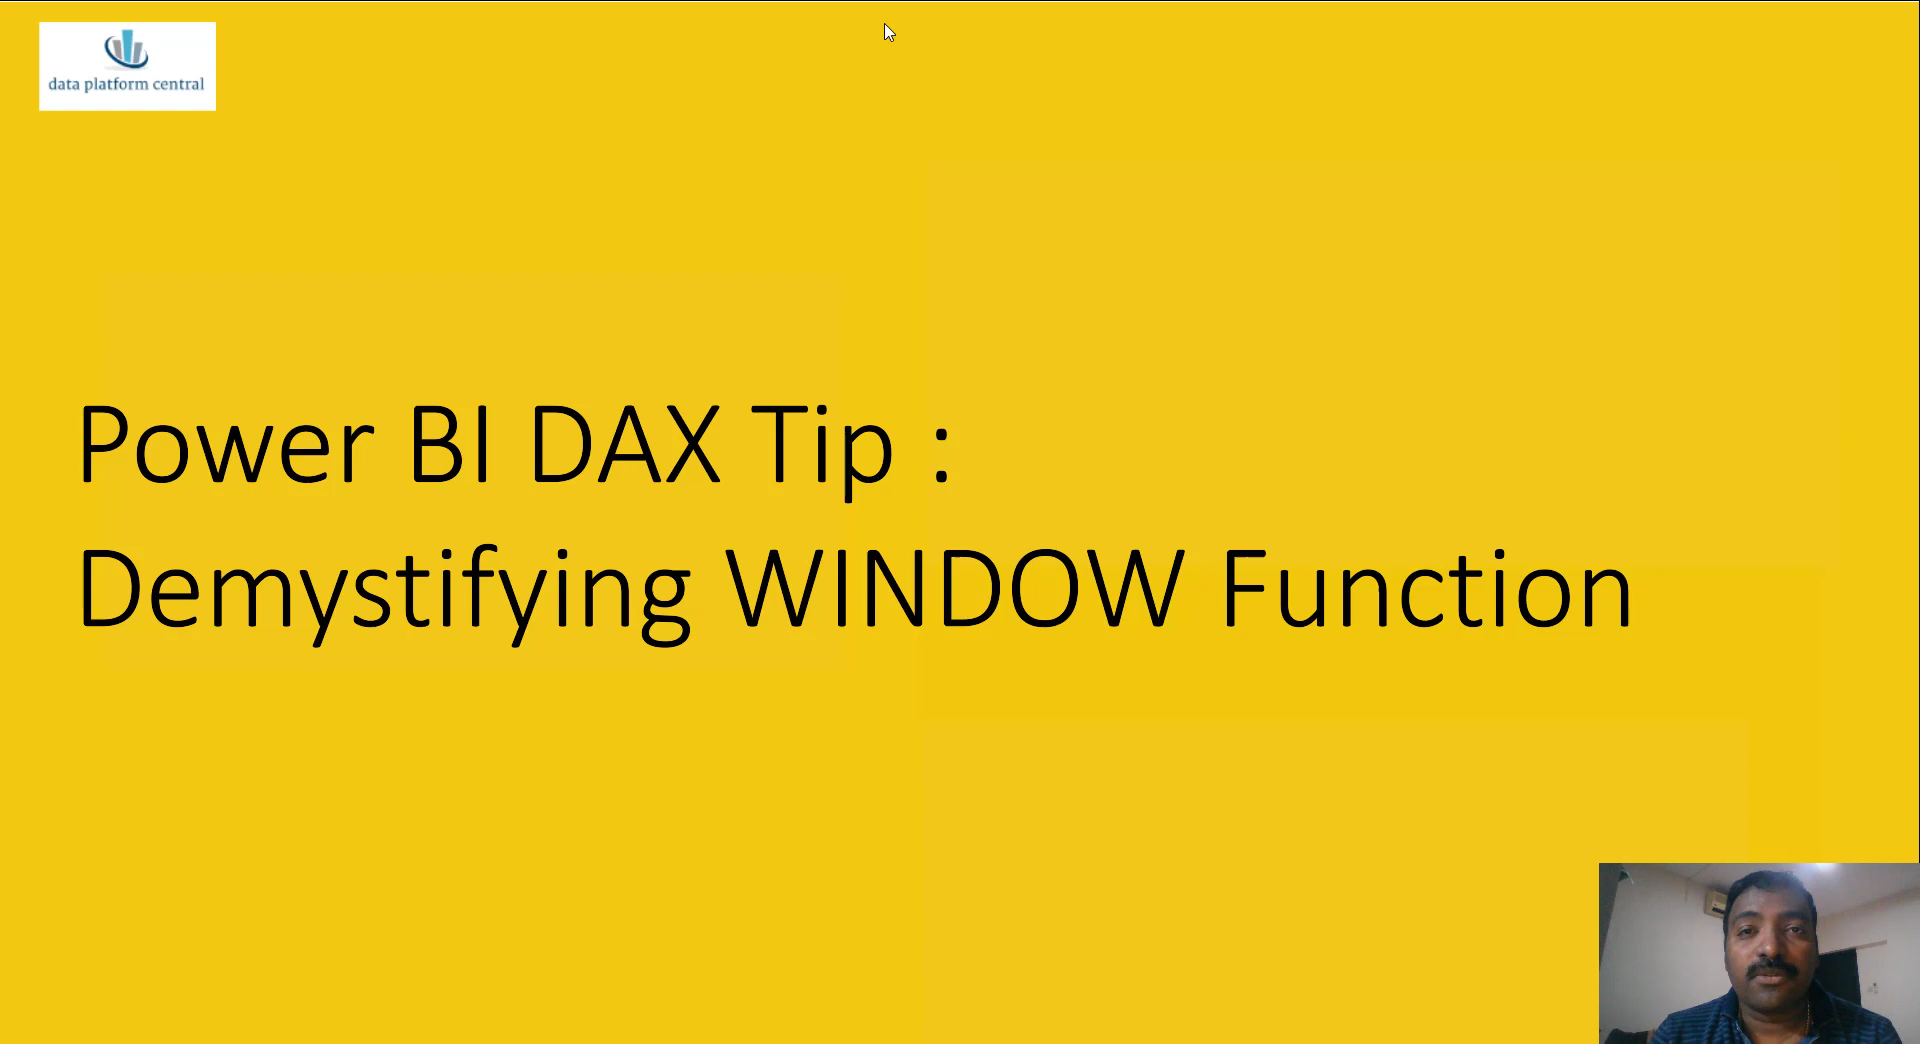 data platform central
Power BI DAX Tip :
Demystifying WINDOW Function